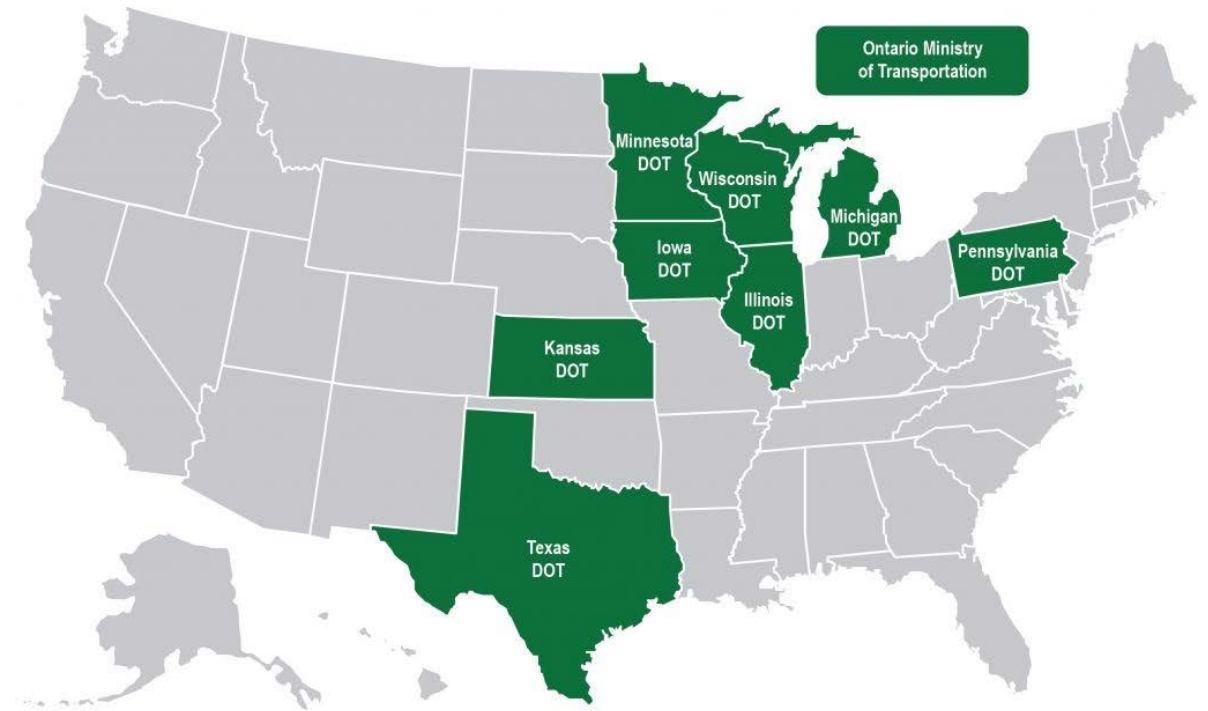 Ontario Ministry
of Transportation
Minnesota
DOT
Wisconsin
DOT
Michigan
DOT
Iowa
DOT
Pennsylvania
DOT
Illinois
DOT
Kansas
DOT
Texas
DOT